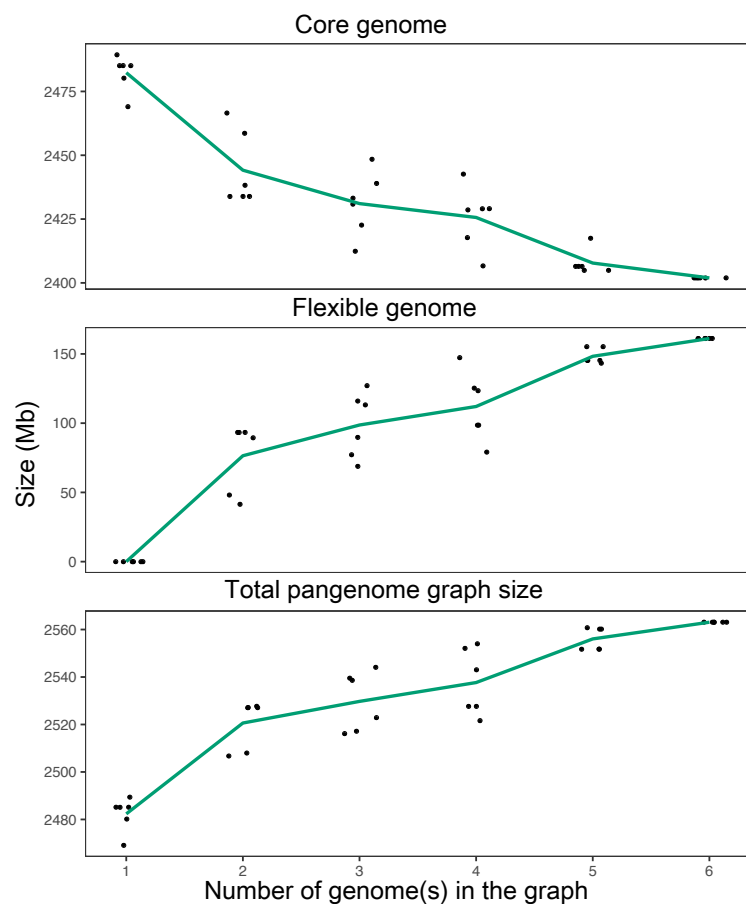 Core genome
2475
2450
2425
2400
Flexible genome
150
100
50
0
Size (Mb)
Total pangenome graph size
2560
2540
2520
2500
2480
1 2 3 4 5 6
Number of genome(s) in the graph